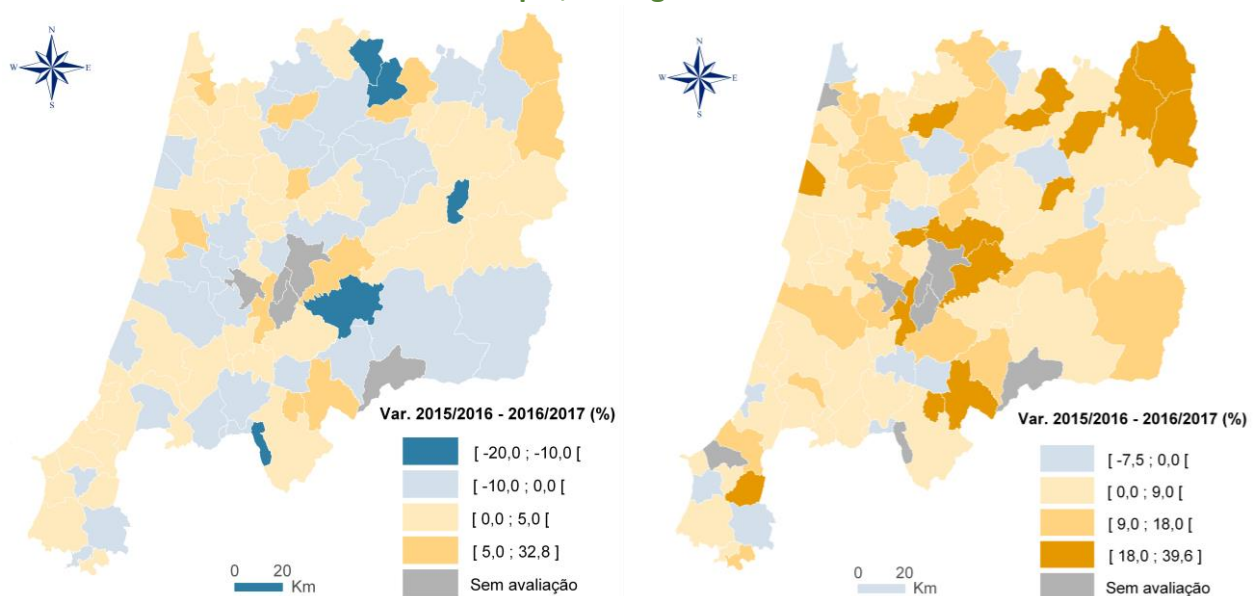 N
W E
S
Var. 2015/2016 - 2016/2017 (%)
[ -20,0 ; -10,0 [
[ -10,0 ; 0,0 [
[ 0,0 ; 5,0 [
[ 5,0 ; 32,8 ]
Sem avaliação
0 20
Km
N
W E
S
Var. 2015/2016 - 2016/2017 (%)
[ -7,5 ; 0,0 [
[ 0,0 ; 9,0 [
[ 9,0 ; 18,0 [
[ 18,0 ; 39,6 ]
Sem avaliação
0 20
Km